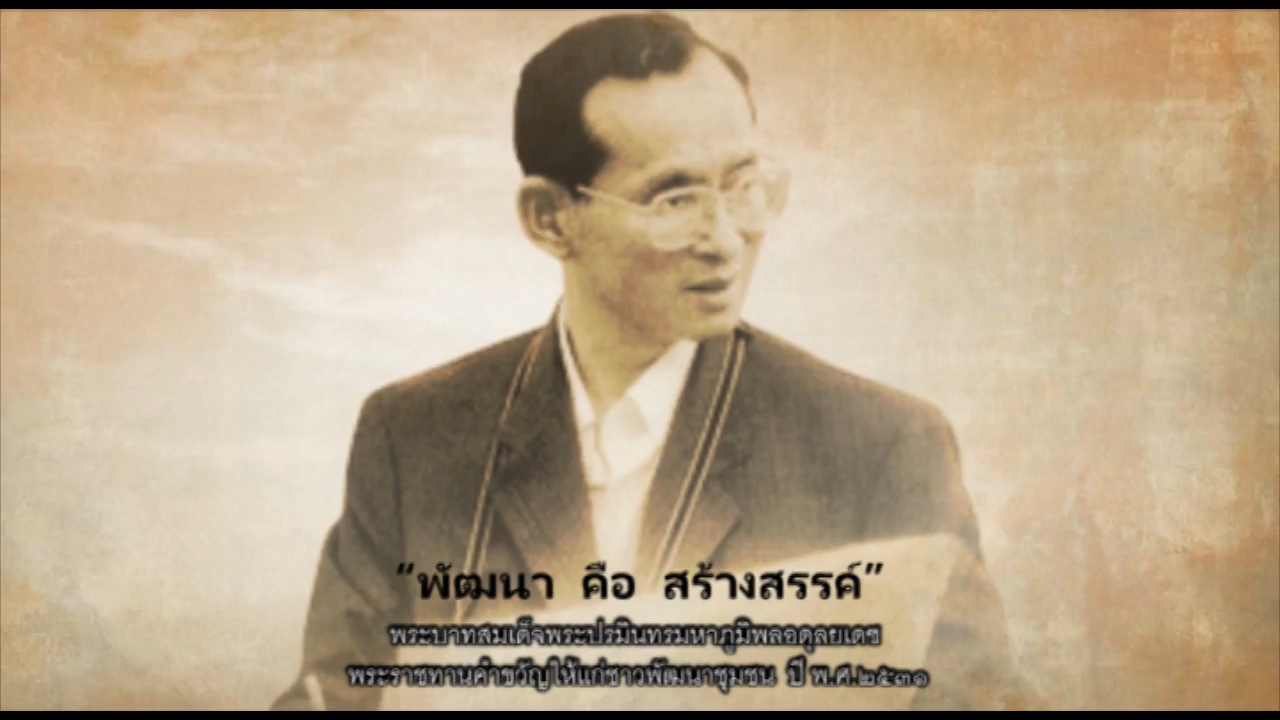 “พัฒนา คือ สร้างสรรค์”
พระบาทสมเด็จพระปรมินทรมหาภูมิพลอดุลยเดช
พระราชทานคำขวัญให้แก่ชาวพัฒนาชุมชน ปี พ.ศ.๒๕๓๑